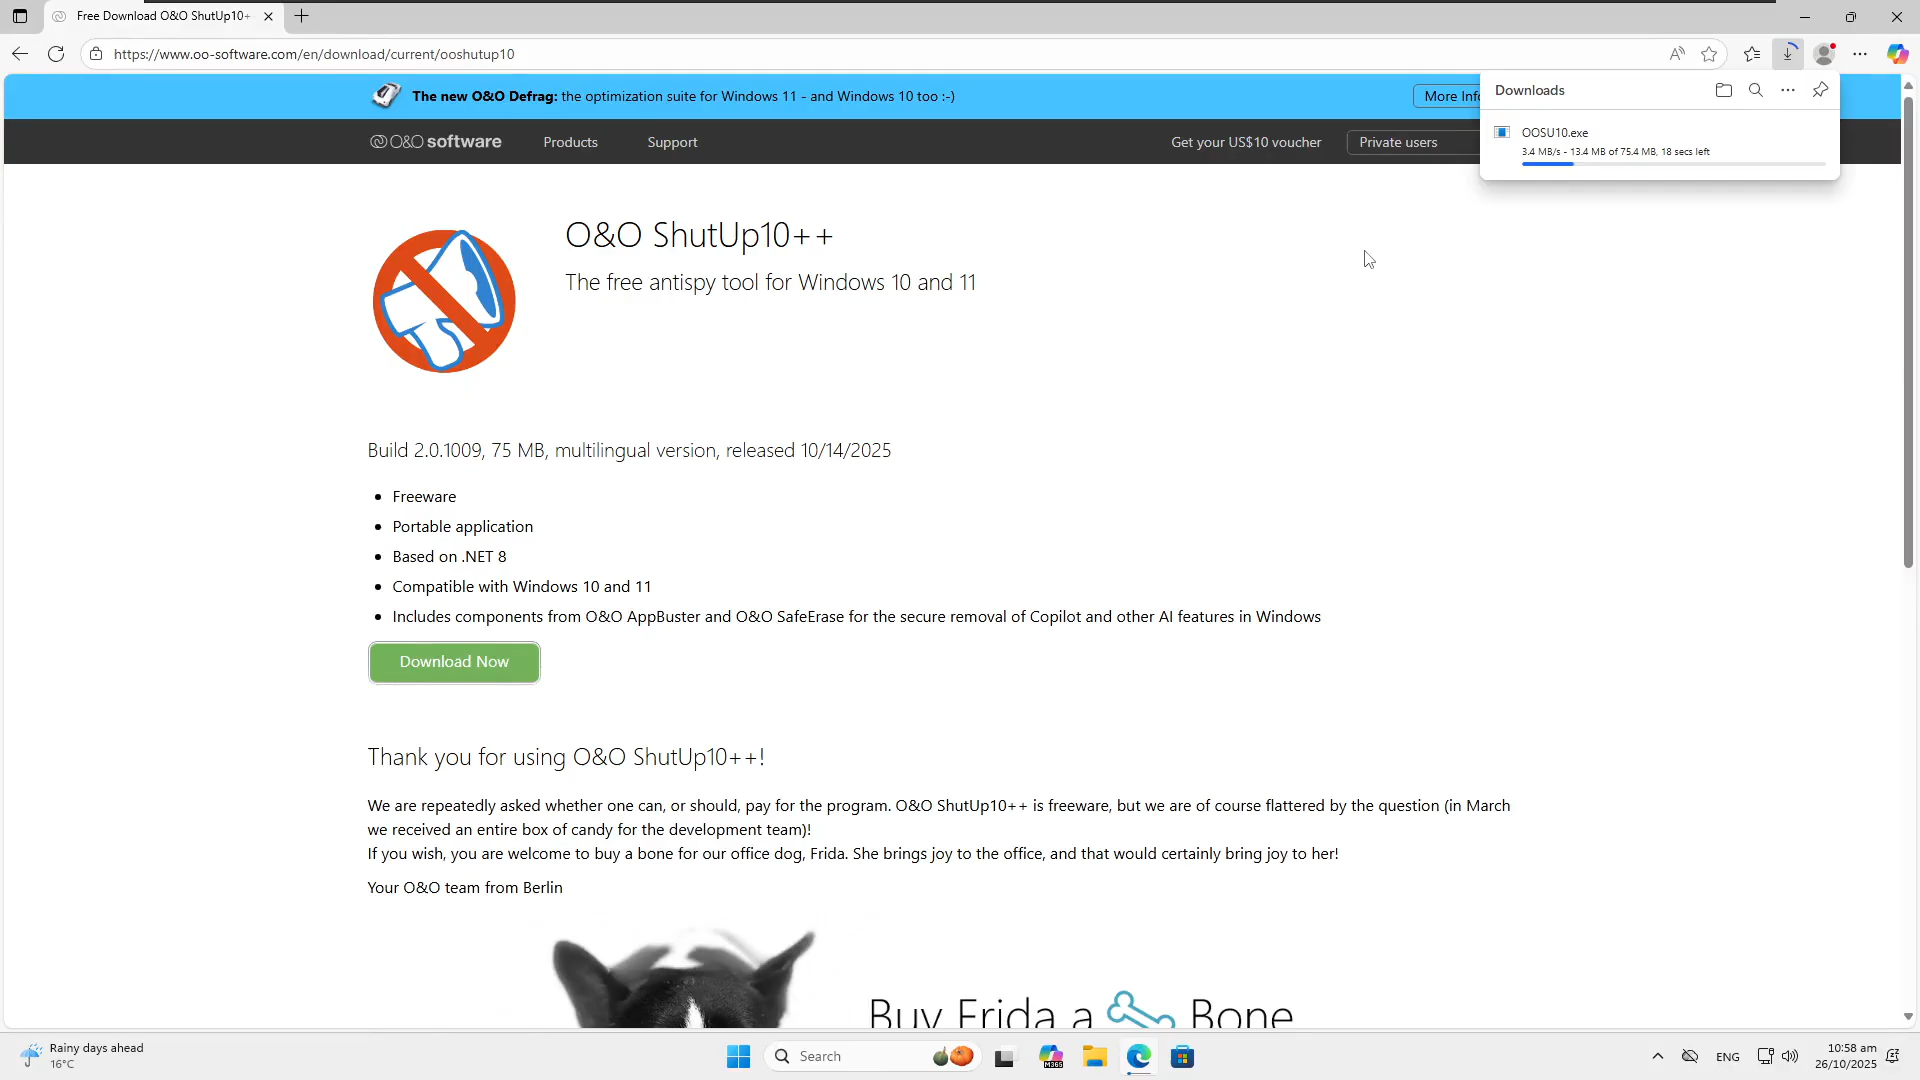 Free Download O&O ShutUp10+
https://www.oo-software.com/en/download/current/ooshutup10
The new O&O Defrag: the optimization suite for Windows 11 - and Windows 10 too :-)
More Info
O&O software
Products
Support
Get your US$10 voucher
Private users
Downloads
OOSU10.exe
3.4 MB/s - 13.4 MB of 75.4 MB, 18 secs left
O&O ShutUp10++
The free antispy tool for Windows 10 and 11
Build 2.0.1009, 75 MB, multilingual version, released 10/14/2025
Freeware
Portable application
Based on .NET 8
Compatible with Windows 10 and 11
Includes components from O&O AppBuster and O&O SafeErase for the secure removal of Copilot and other AI features in Windows
Download Now
Thank you for using O&O ShutUp10++!
We are repeatedly asked whether one can, or should, pay for the program. O&O ShutUp10++ is freeware, but we are of course flattered by the question (in March
we received an entire box of candy for the development team)!
If you wish, you are welcome to buy a bone for our office dog, Frida. She brings joy to the office, and that would certainly bring joy to her!
Your O&O team from Berlin
Buy Frida a Bone
Rainy days ahead
16°C
Search
M365
ENG
10:58 am
26/10/2025